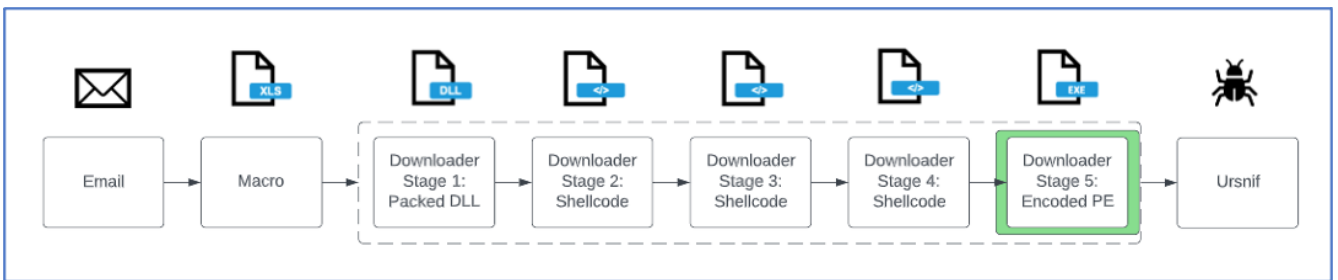 XLS
DLL
</>
</>
</>
EXE
Email
Macro
Downloader
Stage 1:
Packed DLL
Downloader
Stage 2:
Shellcode
Downloader
Stage 3:
Shellcode
Downloader
Stage 4:
Shellcode
Downloader
Stage 5:
Encoded PE
Ursnif